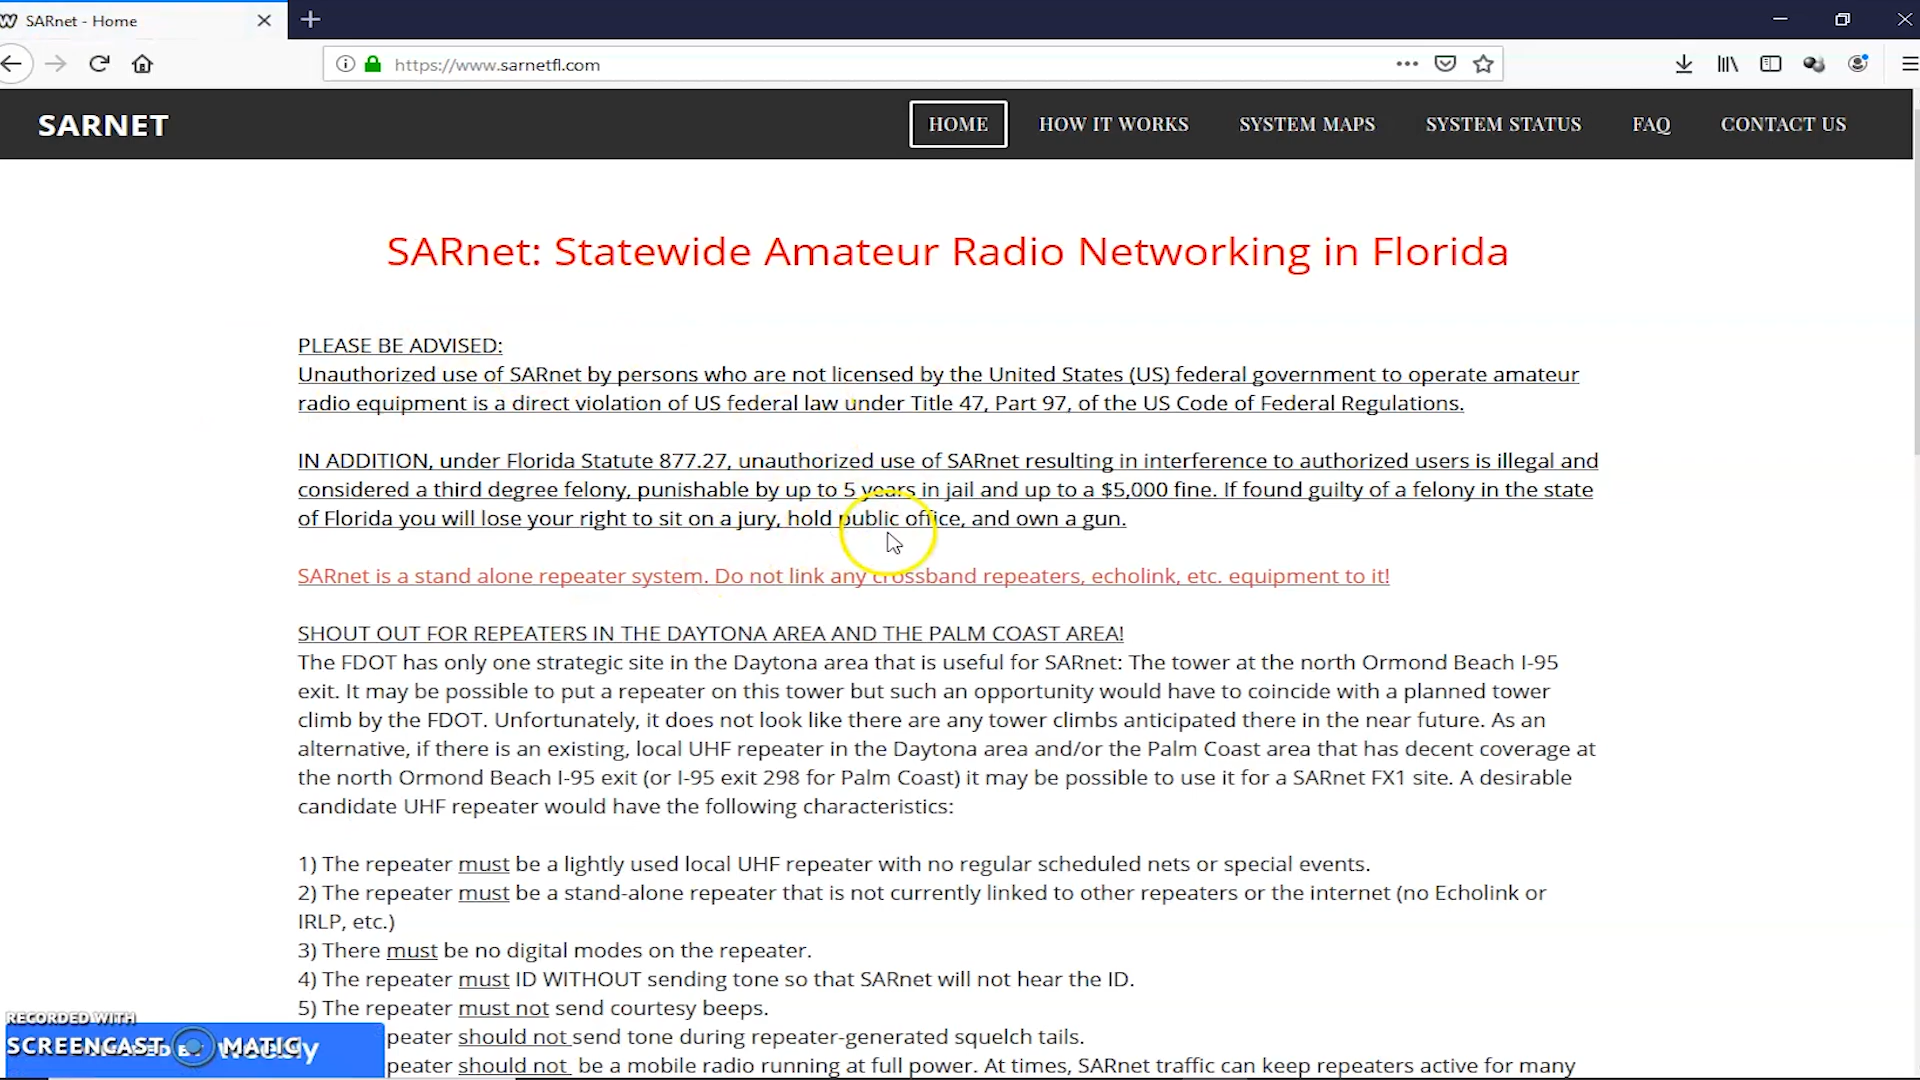 SARnet - Home
https://www.sarnetfl.com
SARNET
HOME
HOW IT WORKS
SYSTEM MAPS
SYSTEM STATUS
FAQ
CONTACT US
SARnet: Statewide Amateur Radio Networking in Florida
PLEASE BE ADVISED:
Unauthorized use of SARnet by persons who are not licensed by the United States (US) federal government to operate amateur
radio equipment is a direct violation of US federal law under Title 47, Part 97, of the US Code of Federal Regulations.
IN ADDITION, under Florida Statute 877.27, unauthorized use of SARnet resulting in interference to authorized users is illegal and
considered a third degree felony, punishable by up to 5 years in jail and up to a $5,000 fine. If found guilty of a felony in the state
of Florida you will lose your right to sit on a jury, hold public office, and own a gun.
SARnet is a stand alone repeater system. Do not link any crossband repeaters, echolink, etc. equipment to it!
SHOUT OUT FOR REPEATERS IN THE DAYTONA AREA AND THE PALM COAST AREA!
The FDOT has only one strategic site in the Daytona area that is useful for SARnet: The tower at the north Ormond Beach I-95
exit. It may be possible to put a repeater on this tower but such an opportunity would have to coincide with a planned tower
climb by the FDOT. Unfortunately, it does not look like there are any tower climbs anticipated there in the near future. As an
alternative, if there is an existing, local UHF repeater in the Daytona area and/or the Palm Coast area that has decent coverage at
the north Ormond Beach I-95 exit (or I-95 exit 298 for Palm Coast) it may be possible to use it for a SARnet FX1 site. A desirable
candidate UHF repeater would have the following characteristics:
1) The repeater must be a lightly used local UHF repeater with no regular scheduled nets or special events.
2) The repeater must be a stand-alone repeater that is not currently linked to other repeaters or the internet (no Echolink or
IRLP, etc.)
3) There must be no digital modes on the repeater.
4) The repeater must ID WITHOUT sending tone so that SARnet will not hear the ID.
5) The repeater must not send courtesy beeps.
peater should not send tone during repeater-generated squelch tails.
peater should not be a mobile radio running at full power. At times, SARnet traffic can keep repeaters active for many
RECORDED WITH
SCREENCAST MATIC